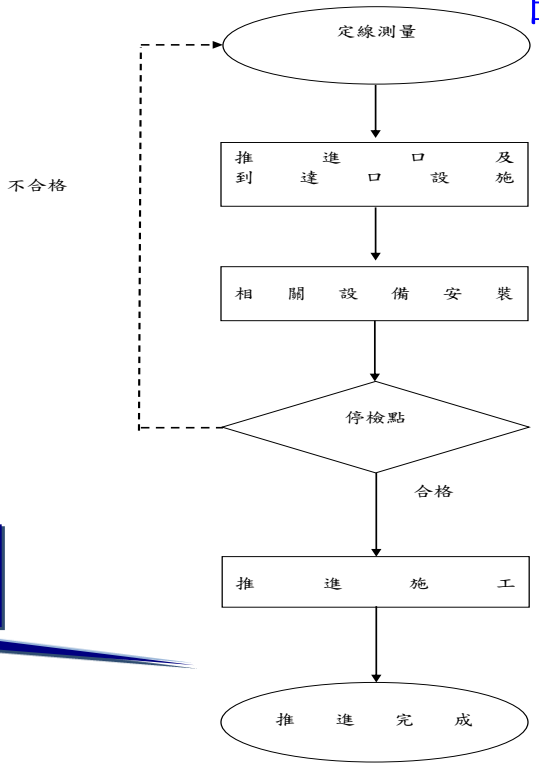 定線測量
推進口及
到達口設施
不合格
相關設備安裝
停檢點
合格
推進施工
推進完成